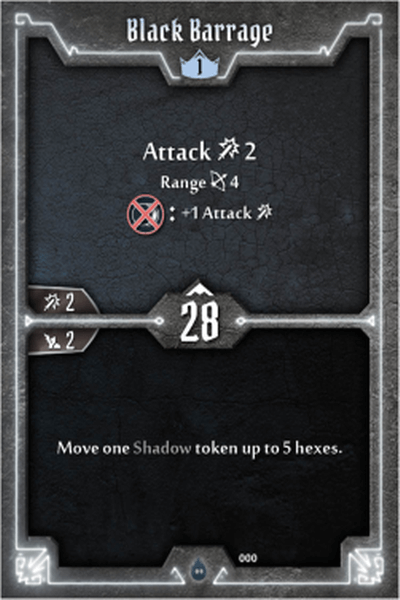 Black Barrage
1
Attack 2
Range 4
: +1 Attack
2
28
2
Move one Shadow token up to 5 hexes.
000